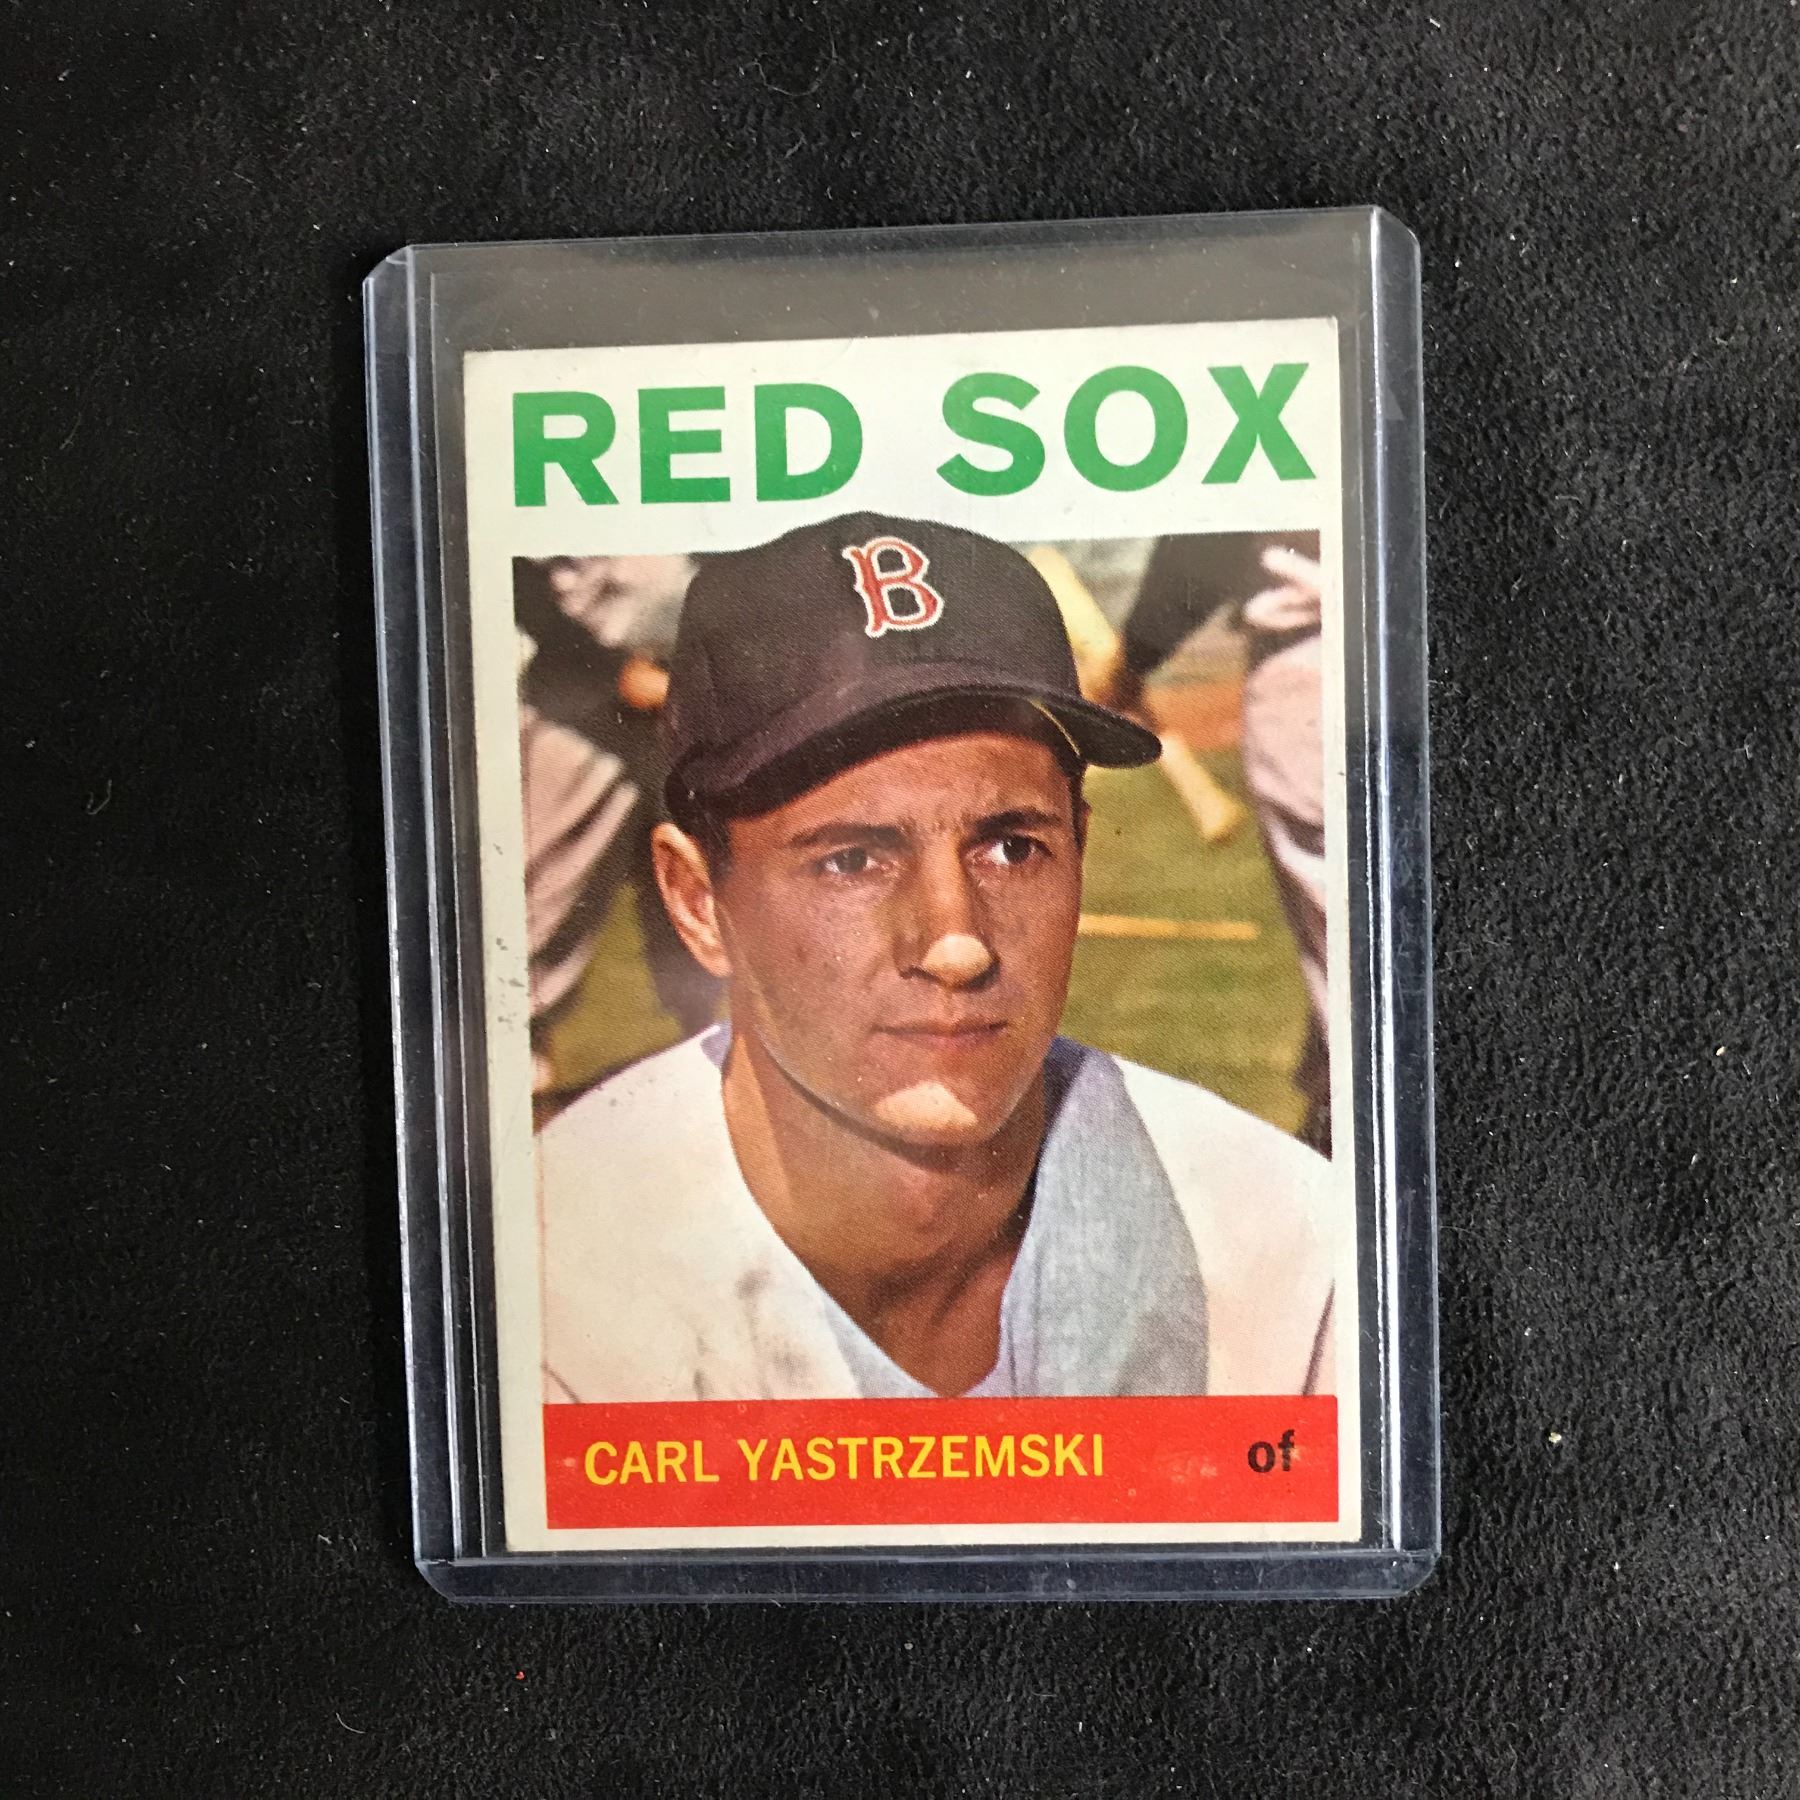 RED SOX
B
CARL YASTRZEMSKI of